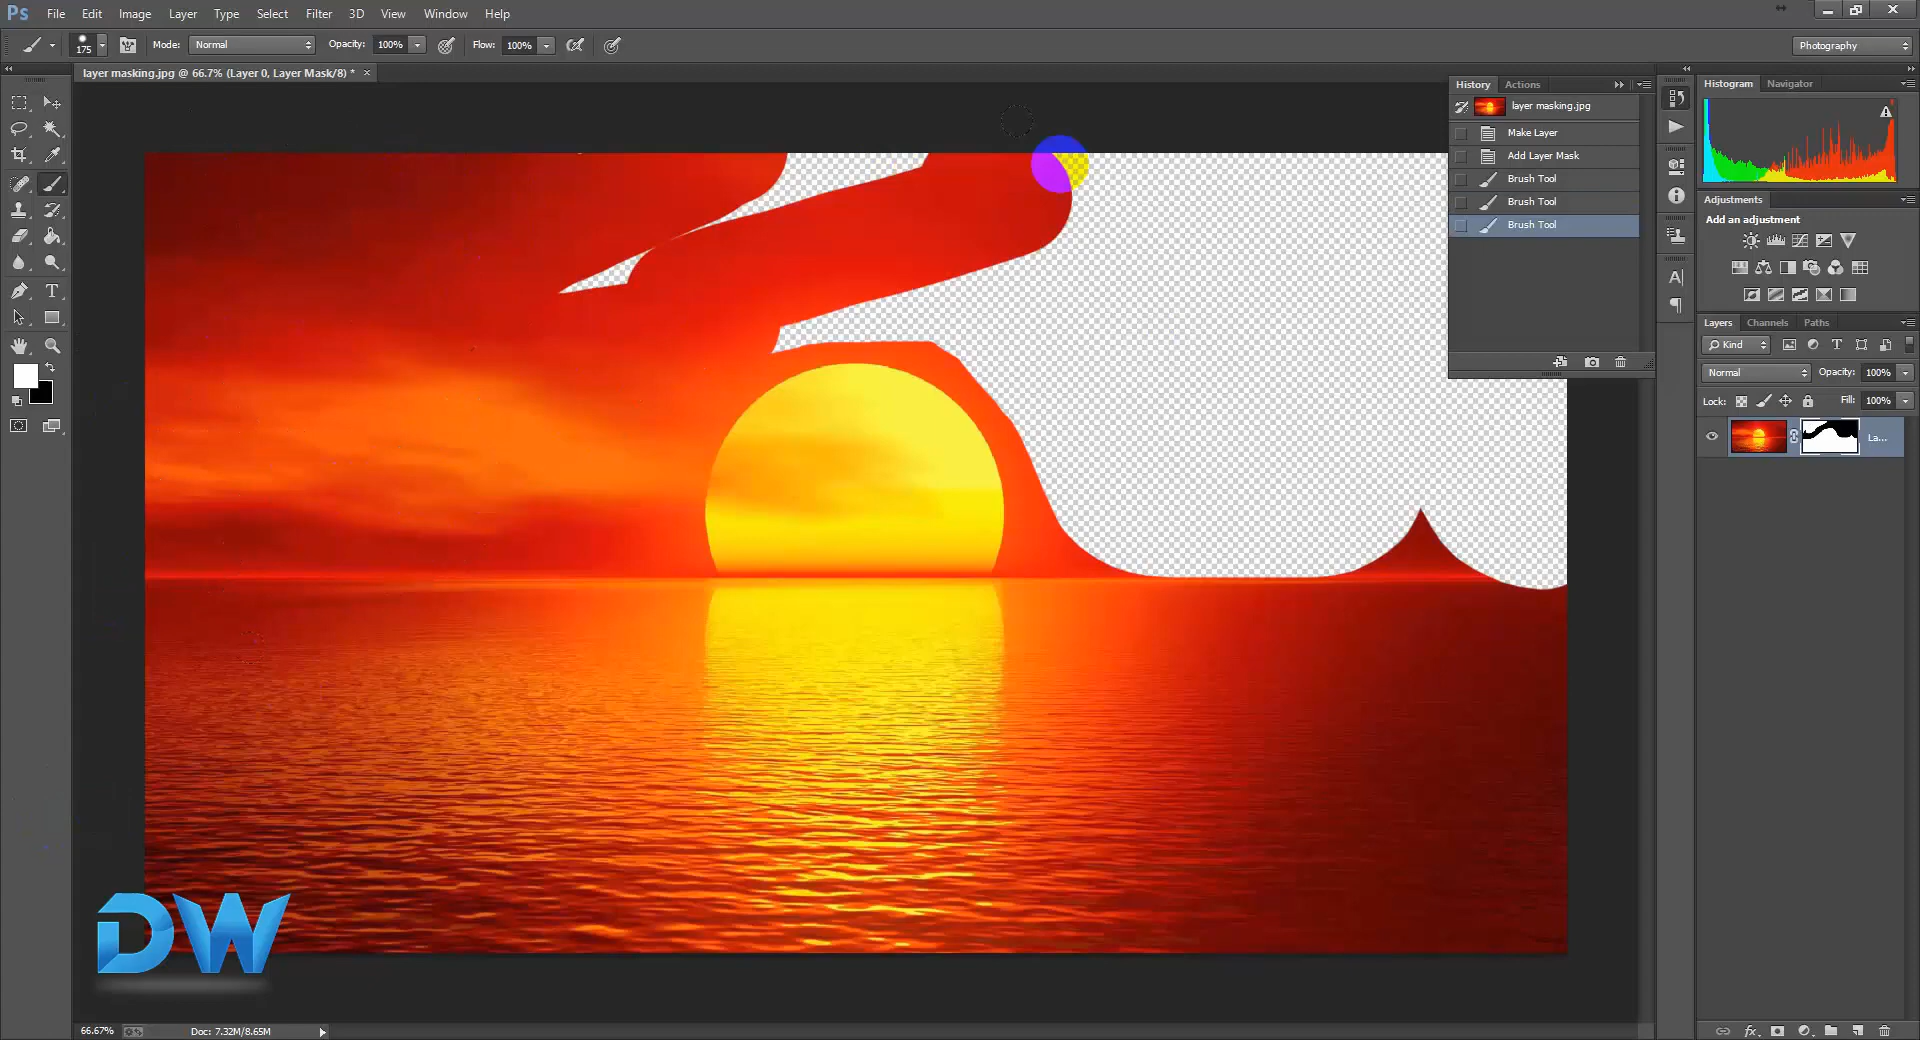 Ps File Edit Image Layer Type Select Filter 3D View Window Help
175 Mode: Normal Opacity: 100% Flow: 100% Photography
layer masking.jpg @ 66.7% (Layer 0, Layer Mask/8) * ×
History Actions
layer masking.jpg
Make Layer
Add Layer Mask
Brush Tool
Brush Tool
Brush Tool
Histogram Navigator
Adjustments
Add an adjustment
Layers Channels Paths
Kind
Normal Opacity: 100%
Lock: Fill: 100%
La...
DW
66.67% Doc: 7.32M/8.65M